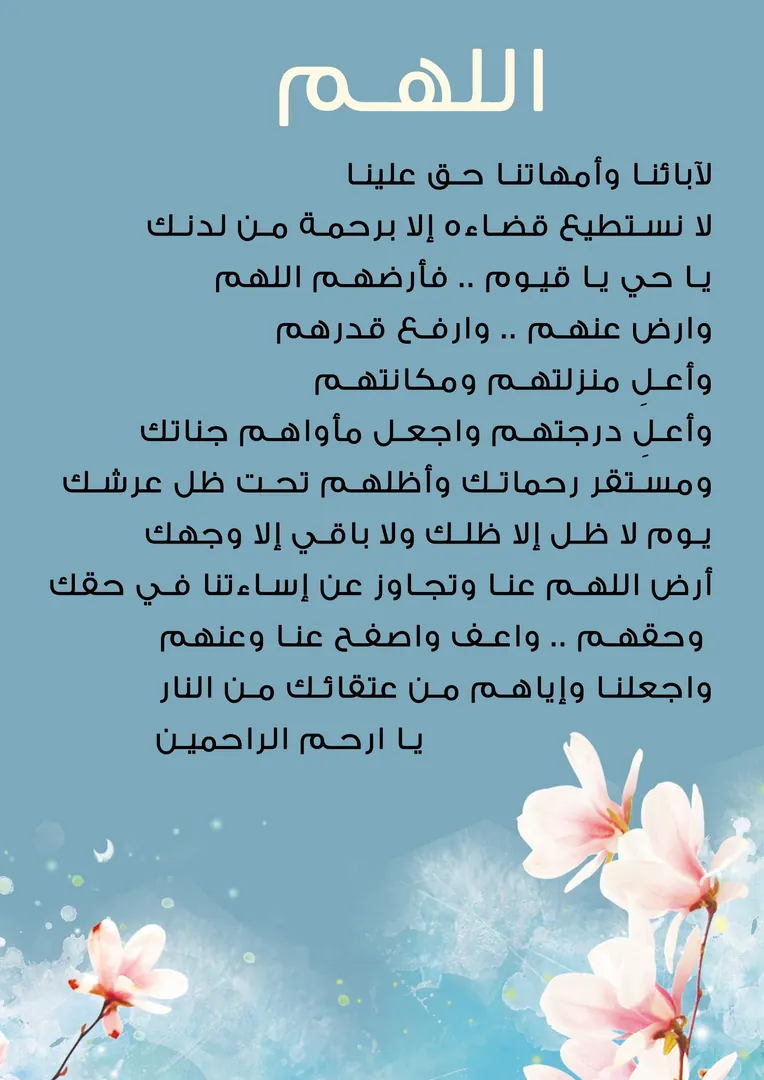 اللهم
لآبائنا وأمهاتنا حق علينا
لا نستطيع قضاءه إلا برحمة من لدنك
يا حي يا قيوم .. فأرضهم اللهم
وارض عنهم .. وارفع قدرهم
وأعلِ منزلتهم ومكانتهم
وأعلِ درجتهم واجعل مأواهم جناتك
ومستقر رحماتك وأظلهم تحت ظل عرشك
يوم لا ظل إلا ظلك ولا باقي إلا وجهك
أرض اللهم عنا وتجاوز عن إساءتنا في حقك
وحقهم .. واعف واصفح عنا وعنهم
واجعلنا وإياهم من عتقائك من النار
يا ارحم الراحمين